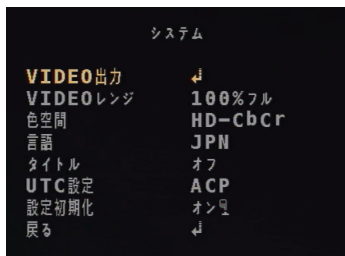 システム
VIDEO出力 ↲
VIDEOレンジ 100%フル
色空間 HD-CbCr
言語 JPN
タイトル オフ
UTC設定 ACP
設定初期化 オン
戻る ↲